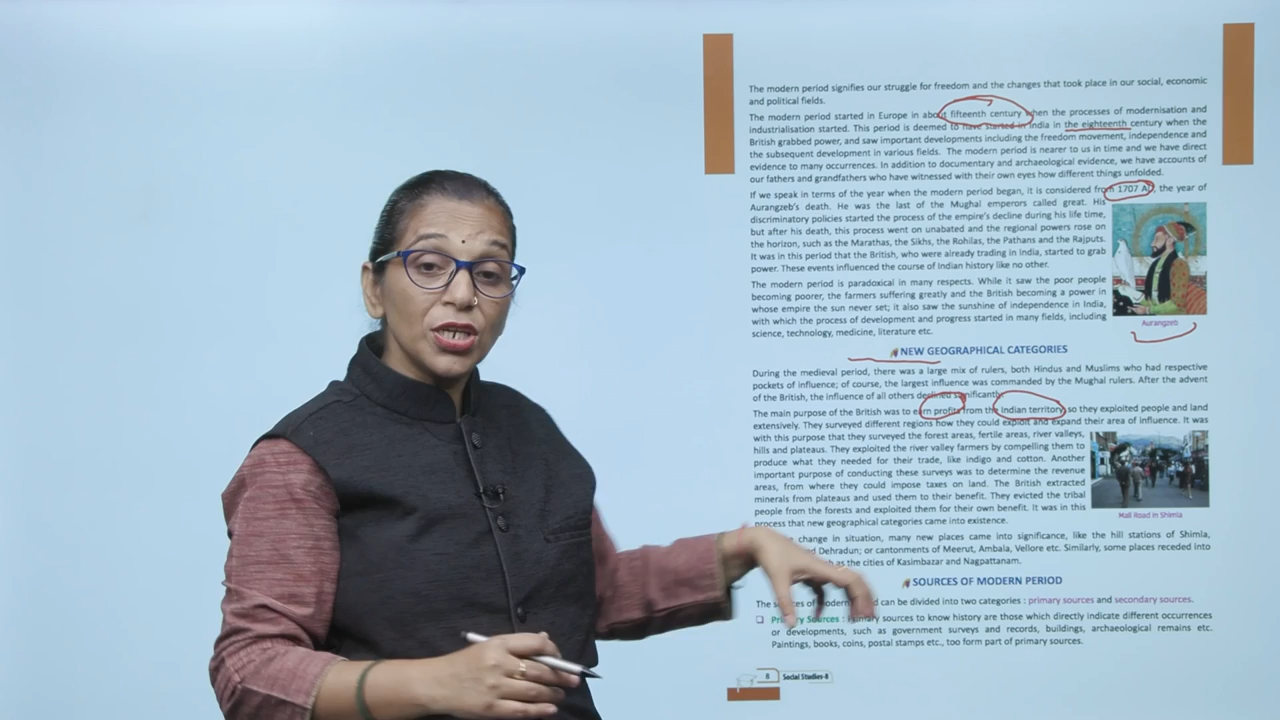 The modern period signifies our struggle for freedom and the changes that took place in our social, economic
and political fields.
The modern period started in Europe in about fifteenth century when the processes of modernisation and
industrialisation started. This period is deemed to have started in India in the eighteenth century when the
British grabbed power, and saw important developments including the freedom movement, independence and
the subsequent development in various fields. The modern period is nearer to us in time and we have direct
evidence to many occurrences. In addition to documentary and archaeological evidence, we have accounts of
our fathers and grandfathers who have witnessed with their own eyes how different things unfolded.
If we speak in terms of the year when the modern period began, it is considered from 1707 AD, the year of
Aurangzeb's death. He was the last of the Mughal emperors called great. His
discriminatory policies started the process of the empire's decline during his life time,
but after his death, this process went on unabated and the regional powers rose on
the horizon, such as the Marathas, the Sikhs, the Rohilas, the Pathans and the Rajputs.
It was in this period that the British, who were already trading in India, started to grab
power. These events influenced the course of Indian history like no other.
The modern period is paradoxical in many respects. While it saw the poor people
becoming poorer, the farmers suffering greatly and the British becoming a power in
whose empire the sun never set; it also saw the sunshine of independence in India,
with which the process of development and progress started in many fields, including
science, technology, medicine, literature etc.
Aurangzeb
NEW GEOGRAPHICAL CATEGORIES
During the medieval period, there was a large mix of rulers, both Hindus and Muslims who had respective
pockets of influence; of course, the largest influence was commanded by the Mughal rulers. After the advent
of the British, the influence of all others declined significantly.
The main purpose of the British was to earn profits from the Indian territory, so they exploited people and land
extensively. They surveyed different regions how they could exploit and expand their area of influence. It was
with this purpose that they surveyed the forest areas, fertile areas, river valleys,
hills and plateaus. They exploited the river valley farmers by compelling them to
produce what they needed for their trade, like indigo and cotton. Another
important purpose of conducting these surveys was to determine the revenue
areas, from where they could impose taxes on land. The British extracted
minerals from plateaus and used them to their benefit. They evicted the tribal
people from the forests and exploited them for their own benefit. It was in this
process that new geographical categories came into existence.
Mall Road in Shimla
change in situation, many new places came into significance, like the hill stations of Shimla,
Dehradun; or cantonments of Meerut, Ambala, Vellore etc. Similarly, some places receded into
as the cities of Kasimbazar and Nagpattanam.
SOURCES OF MODERN PERIOD
The sources of modern can be divided into two categories : primary sources and secondary sources.
❑ Primary Sources : Primary sources to know history are those which directly indicate different occurrences
or developments, such as government surveys and records, buildings, archaeological remains etc.
Paintings, books, coins, postal stamps etc., too form part of primary sources.
8 Social Studies-8